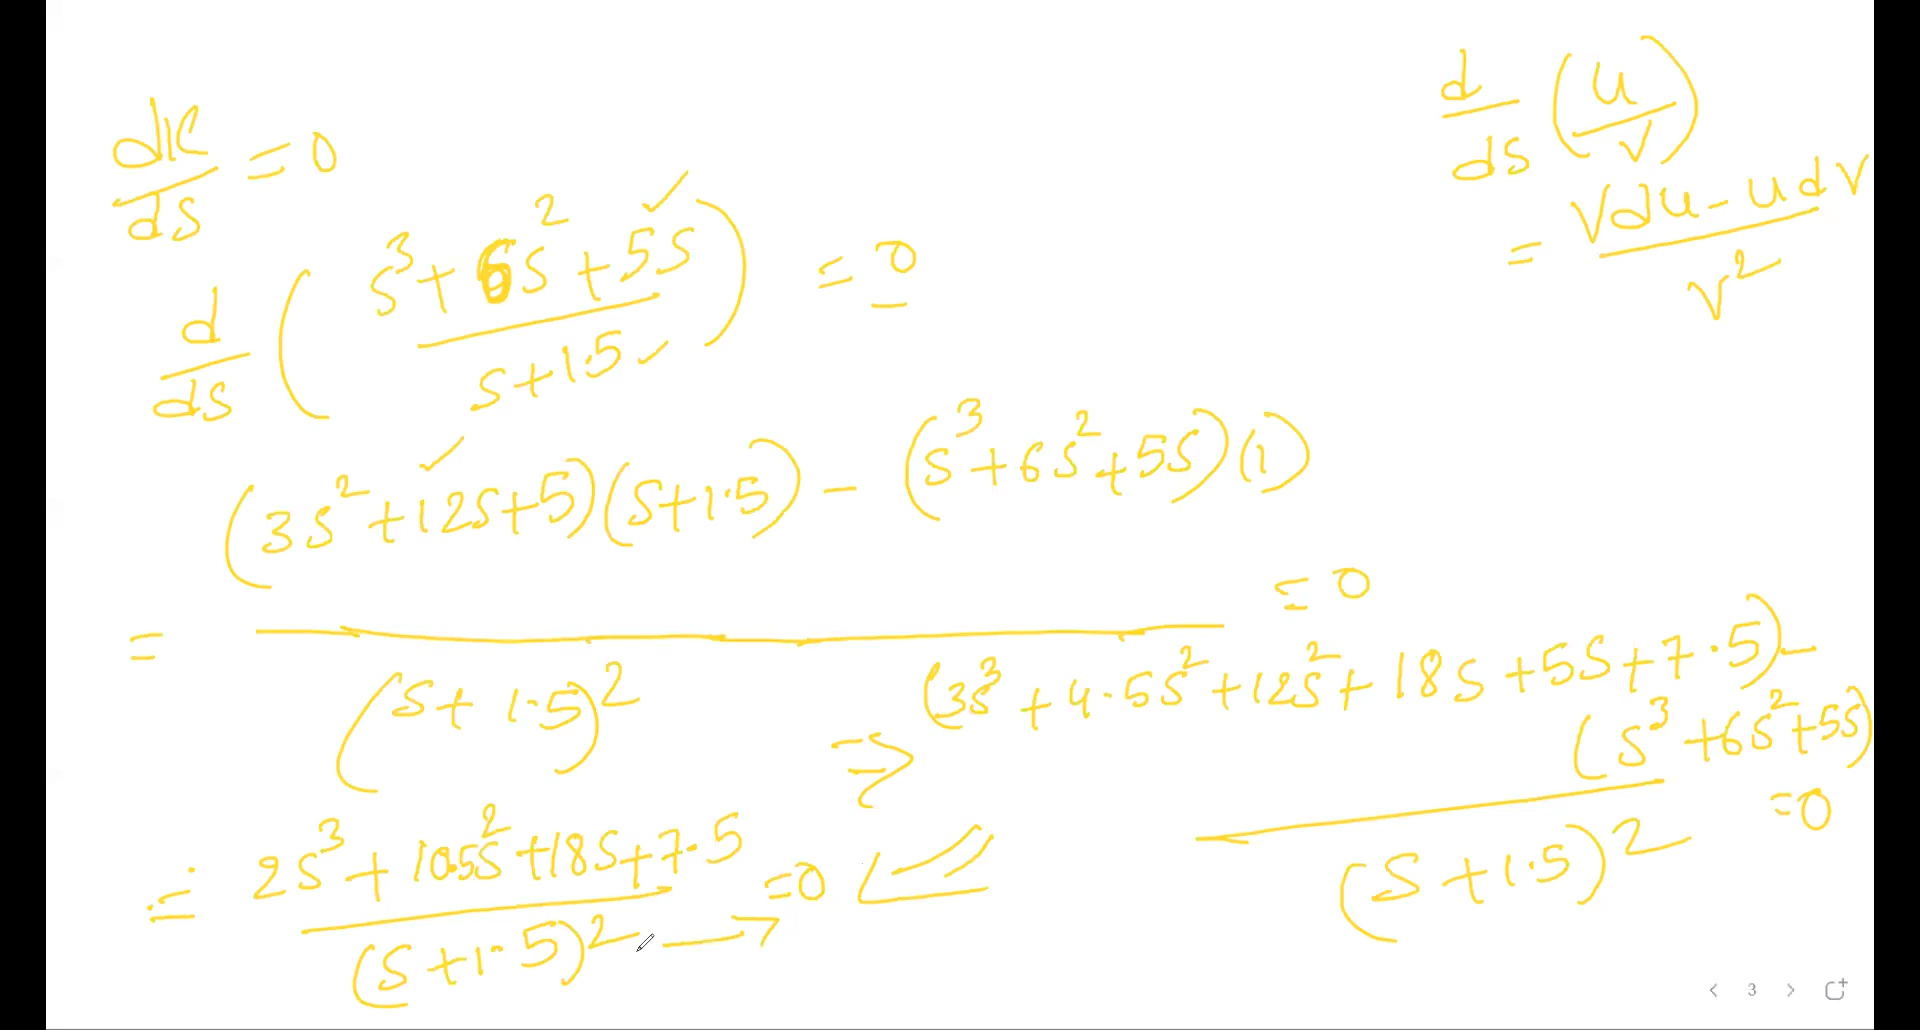 dK/ds = 0
d/ds ( (s³ + 6s² + 5s) / (s + 1.5) ) = 0
d/ds (u/v)
= (v du - u dv) / v²
= ((3s² + 12s + 5)(s + 1.5) - (s³ + 6s² + 5s)(1)) / (s + 1.5)² = 0
⇒ ((3s³ + 4.5s² + 12s² + 18s + 5s + 7.5) - (s³ + 6s² + 5s)) / (s + 1.5)² = 0
= (2s³ + 10.5s² + 18s + 7.5) / (s + 1.5)² → = 0
< 3 >